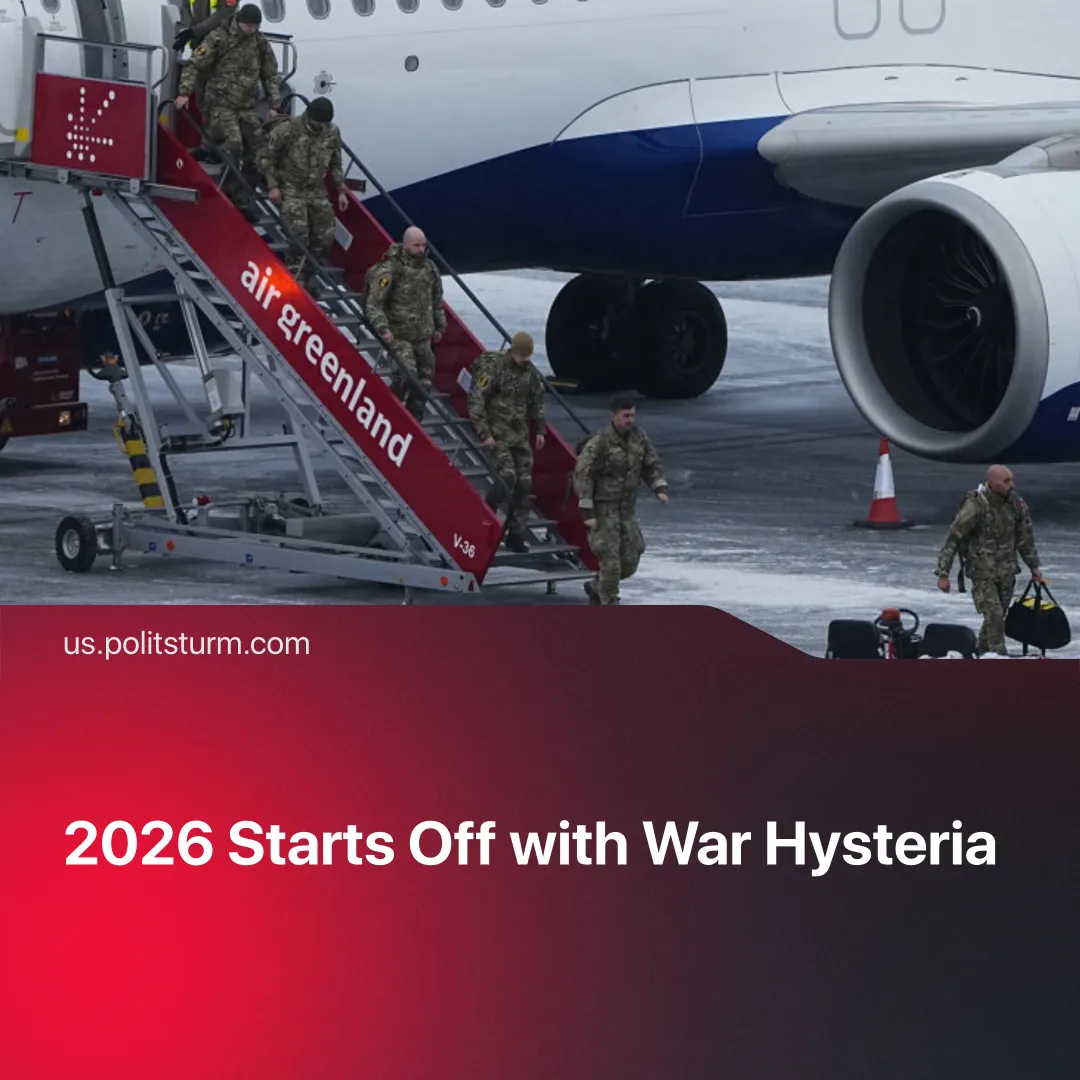 air greenland
V-36
us.politsturm.com
2026 Starts Off with War Hysteria